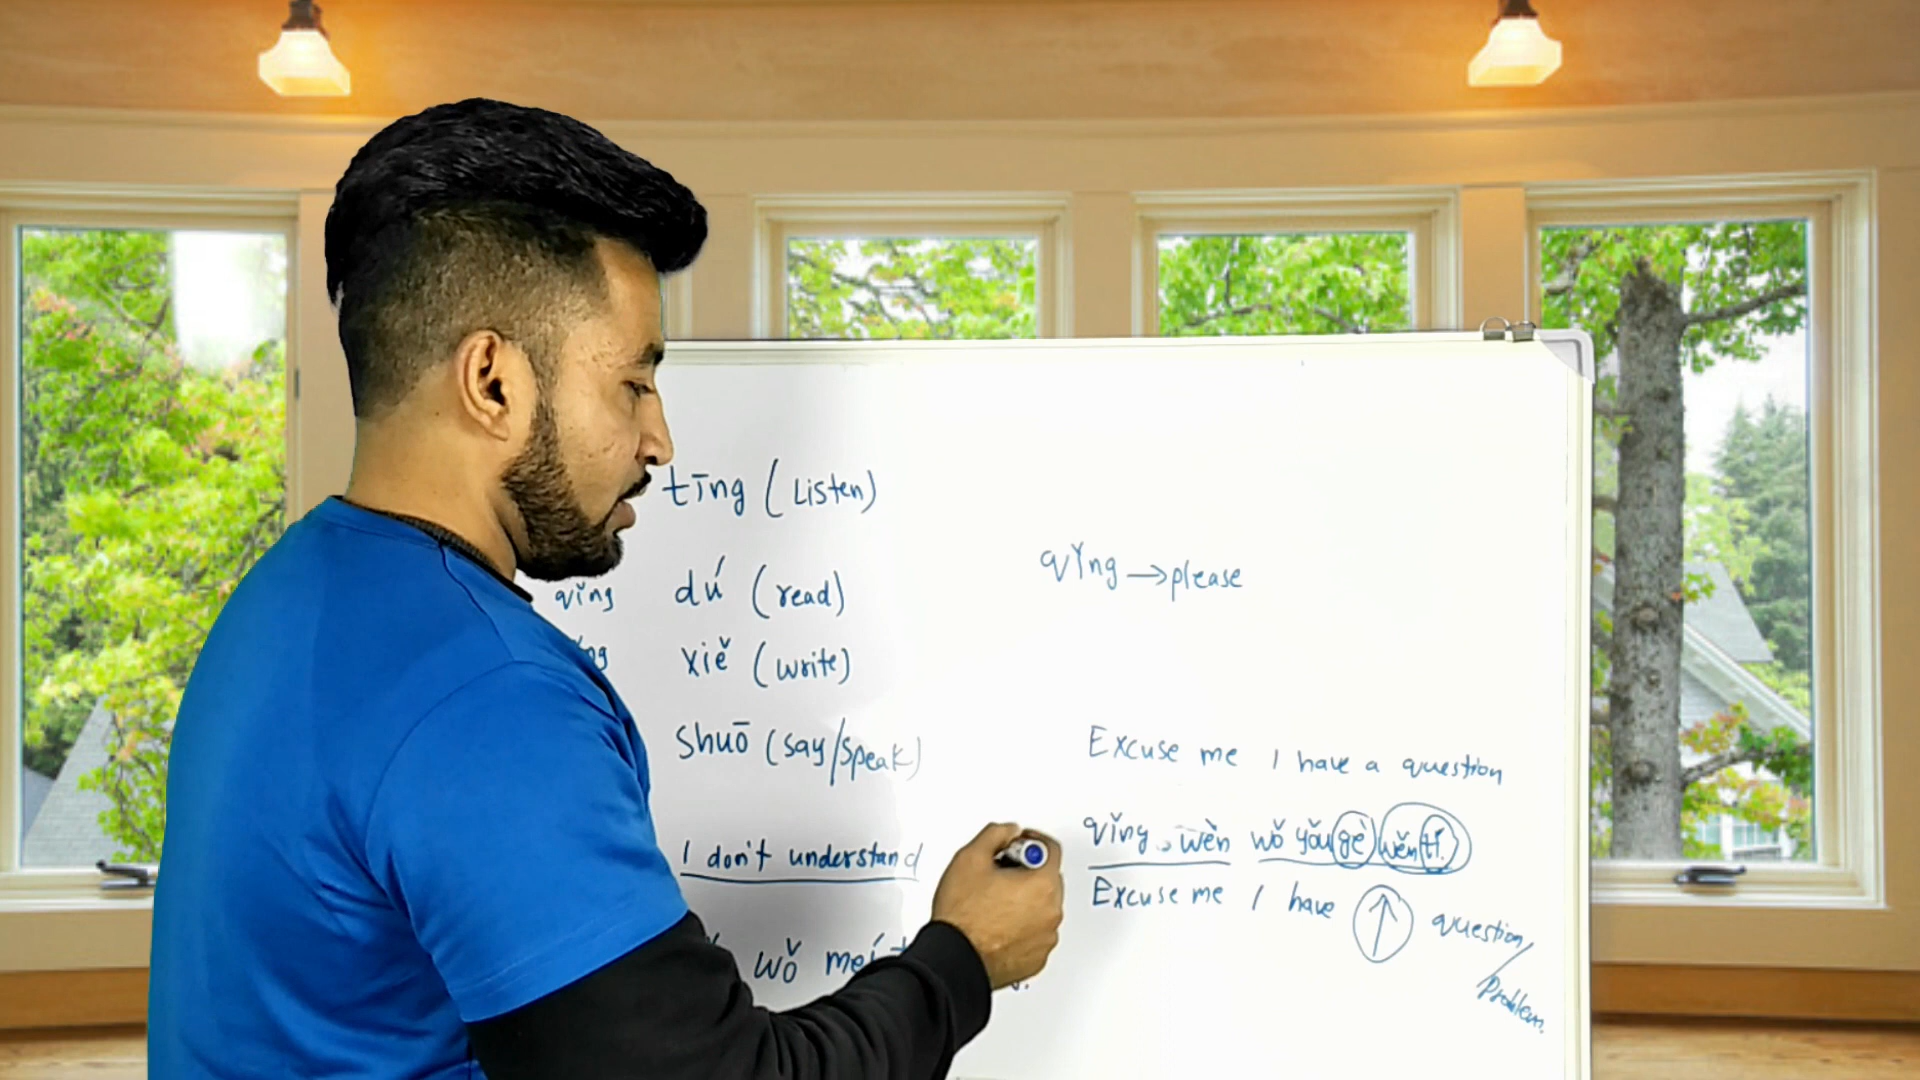 tīng (Listen)
qǐng dú (read)
xiě (write)
shuō (say/speak)
I don't understand
wǒ méi
qǐng → please
Excuse me I have a question
qǐng, wèn wǒ yǒu gè wěn tí.
Excuse me I have ↑ question/
Problem.